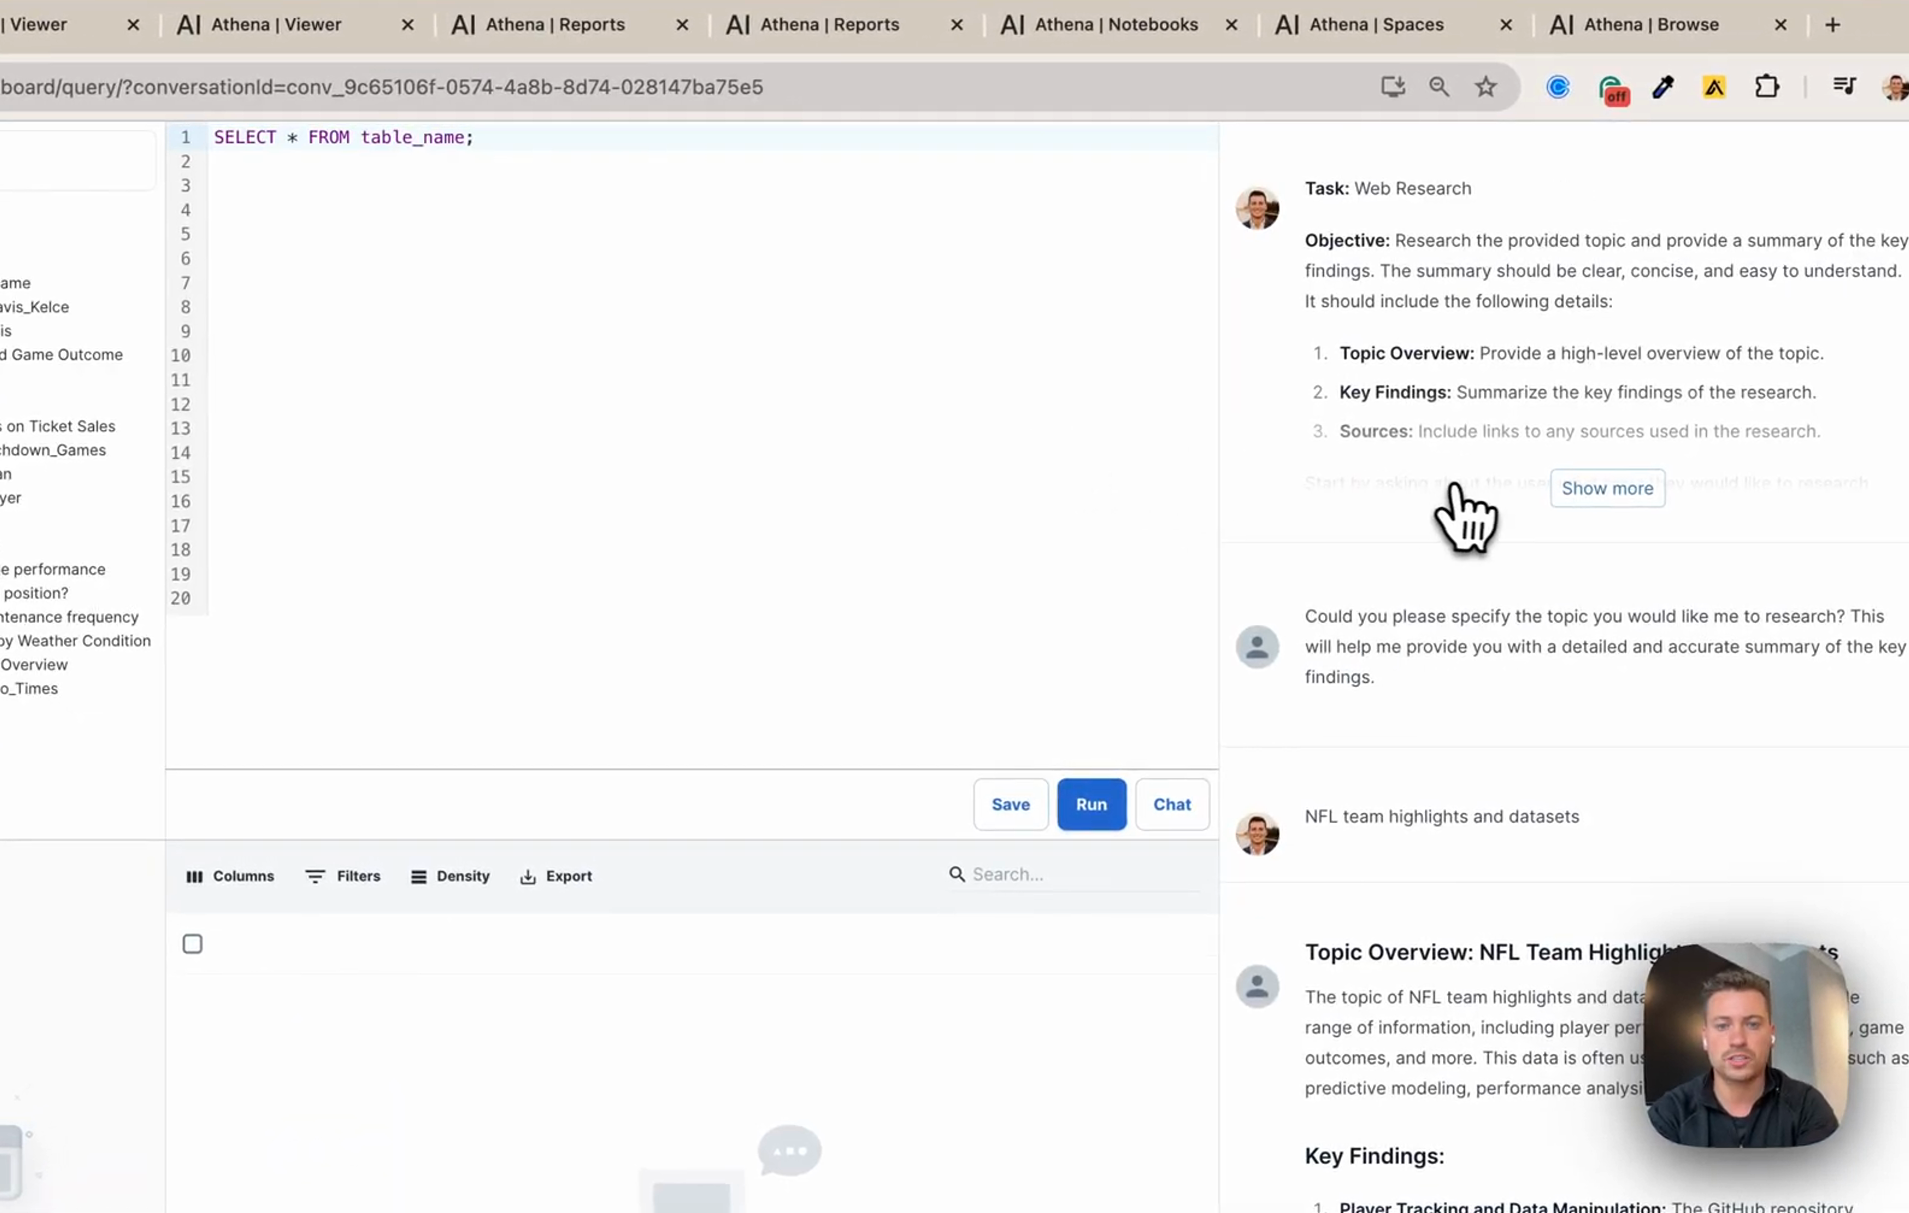 | Viewer
AI Athena | Viewer
AI Athena | Reports
AI Athena | Reports
AI Athena | Notebooks
AI Athena | Spaces
AI Athena | Browse
board/query/?conversationId=conv_9c65106f-0574-4a8b-8d74-028147ba75e5
off
ame
avis_Kelce
is
d Game Outcome
s on Ticket Sales
chdown_Games
an
yer
e performance
position?
ntenance frequency
by Weather Condition
Overview
o_Times
1 SELECT * FROM table_name;
2
3
4
5
6
7
8
9
10
11
12
13
14
15
16
17
18
19
20
Save Run Chat
Columns Filters Density Export Search...
Task: Web Research
Objective: Research the provided topic and provide a summary of the key
findings. The summary should be clear, concise, and easy to understand.
It should include the following details:
1. Topic Overview: Provide a high-level overview of the topic.
2. Key Findings: Summarize the key findings of the research.
3. Sources: Include links to any sources used in the research.
Start by asking about the user they would like to research
Show more
Could you please specify the topic you would like me to research? This
will help me provide you with a detailed and accurate summary of the key
findings.
NFL team highlights and datasets
Topic Overview: NFL Team Highligh ts
The topic of NFL team highlights and data e
range of information, including player per , game
outcomes, and more. This data is often u such as
predictive modeling, performance analysi
Key Findings:
1. Player Tracking and Data Manipulation: The GitHub repository